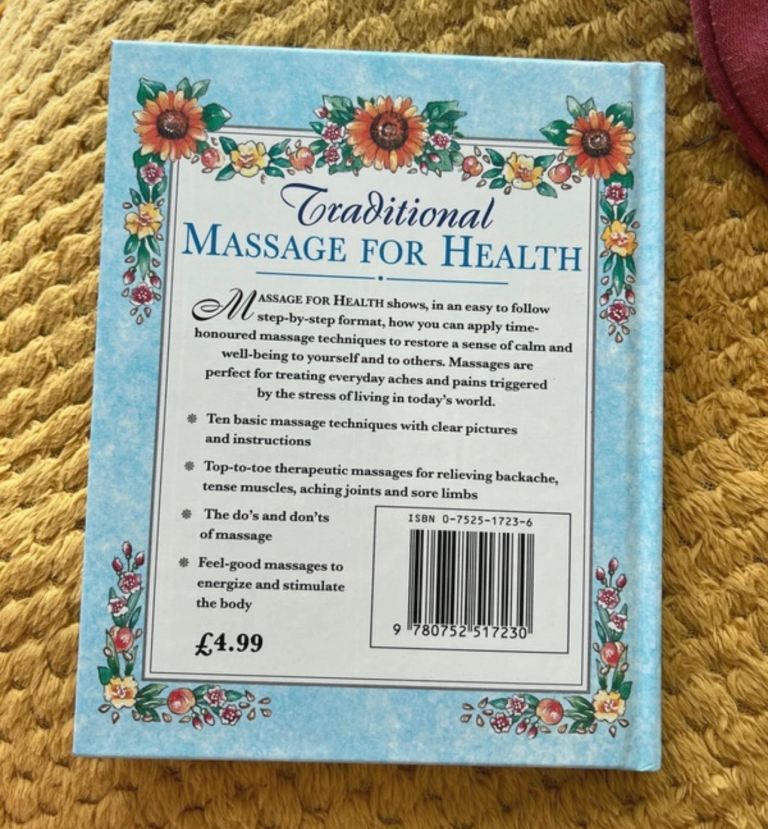 Traditional
MASSAGE FOR HEALTH
MASSAGE FOR HEALTH shows, in an easy to follow
step-by-step format, how you can apply time-
honoured massage techniques to restore a sense of calm and
well-being to yourself and to others. Massages are
perfect for treating everyday aches and pains triggered
by the stress of living in today's world.
Ten basic massage techniques with clear pictures
and instructions
Top-to-toe therapeutic massages for relieving backache,
tense muscles, aching joints and sore limbs
The do's and don'ts
of massage
Feel-good massages to
energize and stimulate
the body
£4.99
ISBN 0-7525-1723-6
9 780752 517230